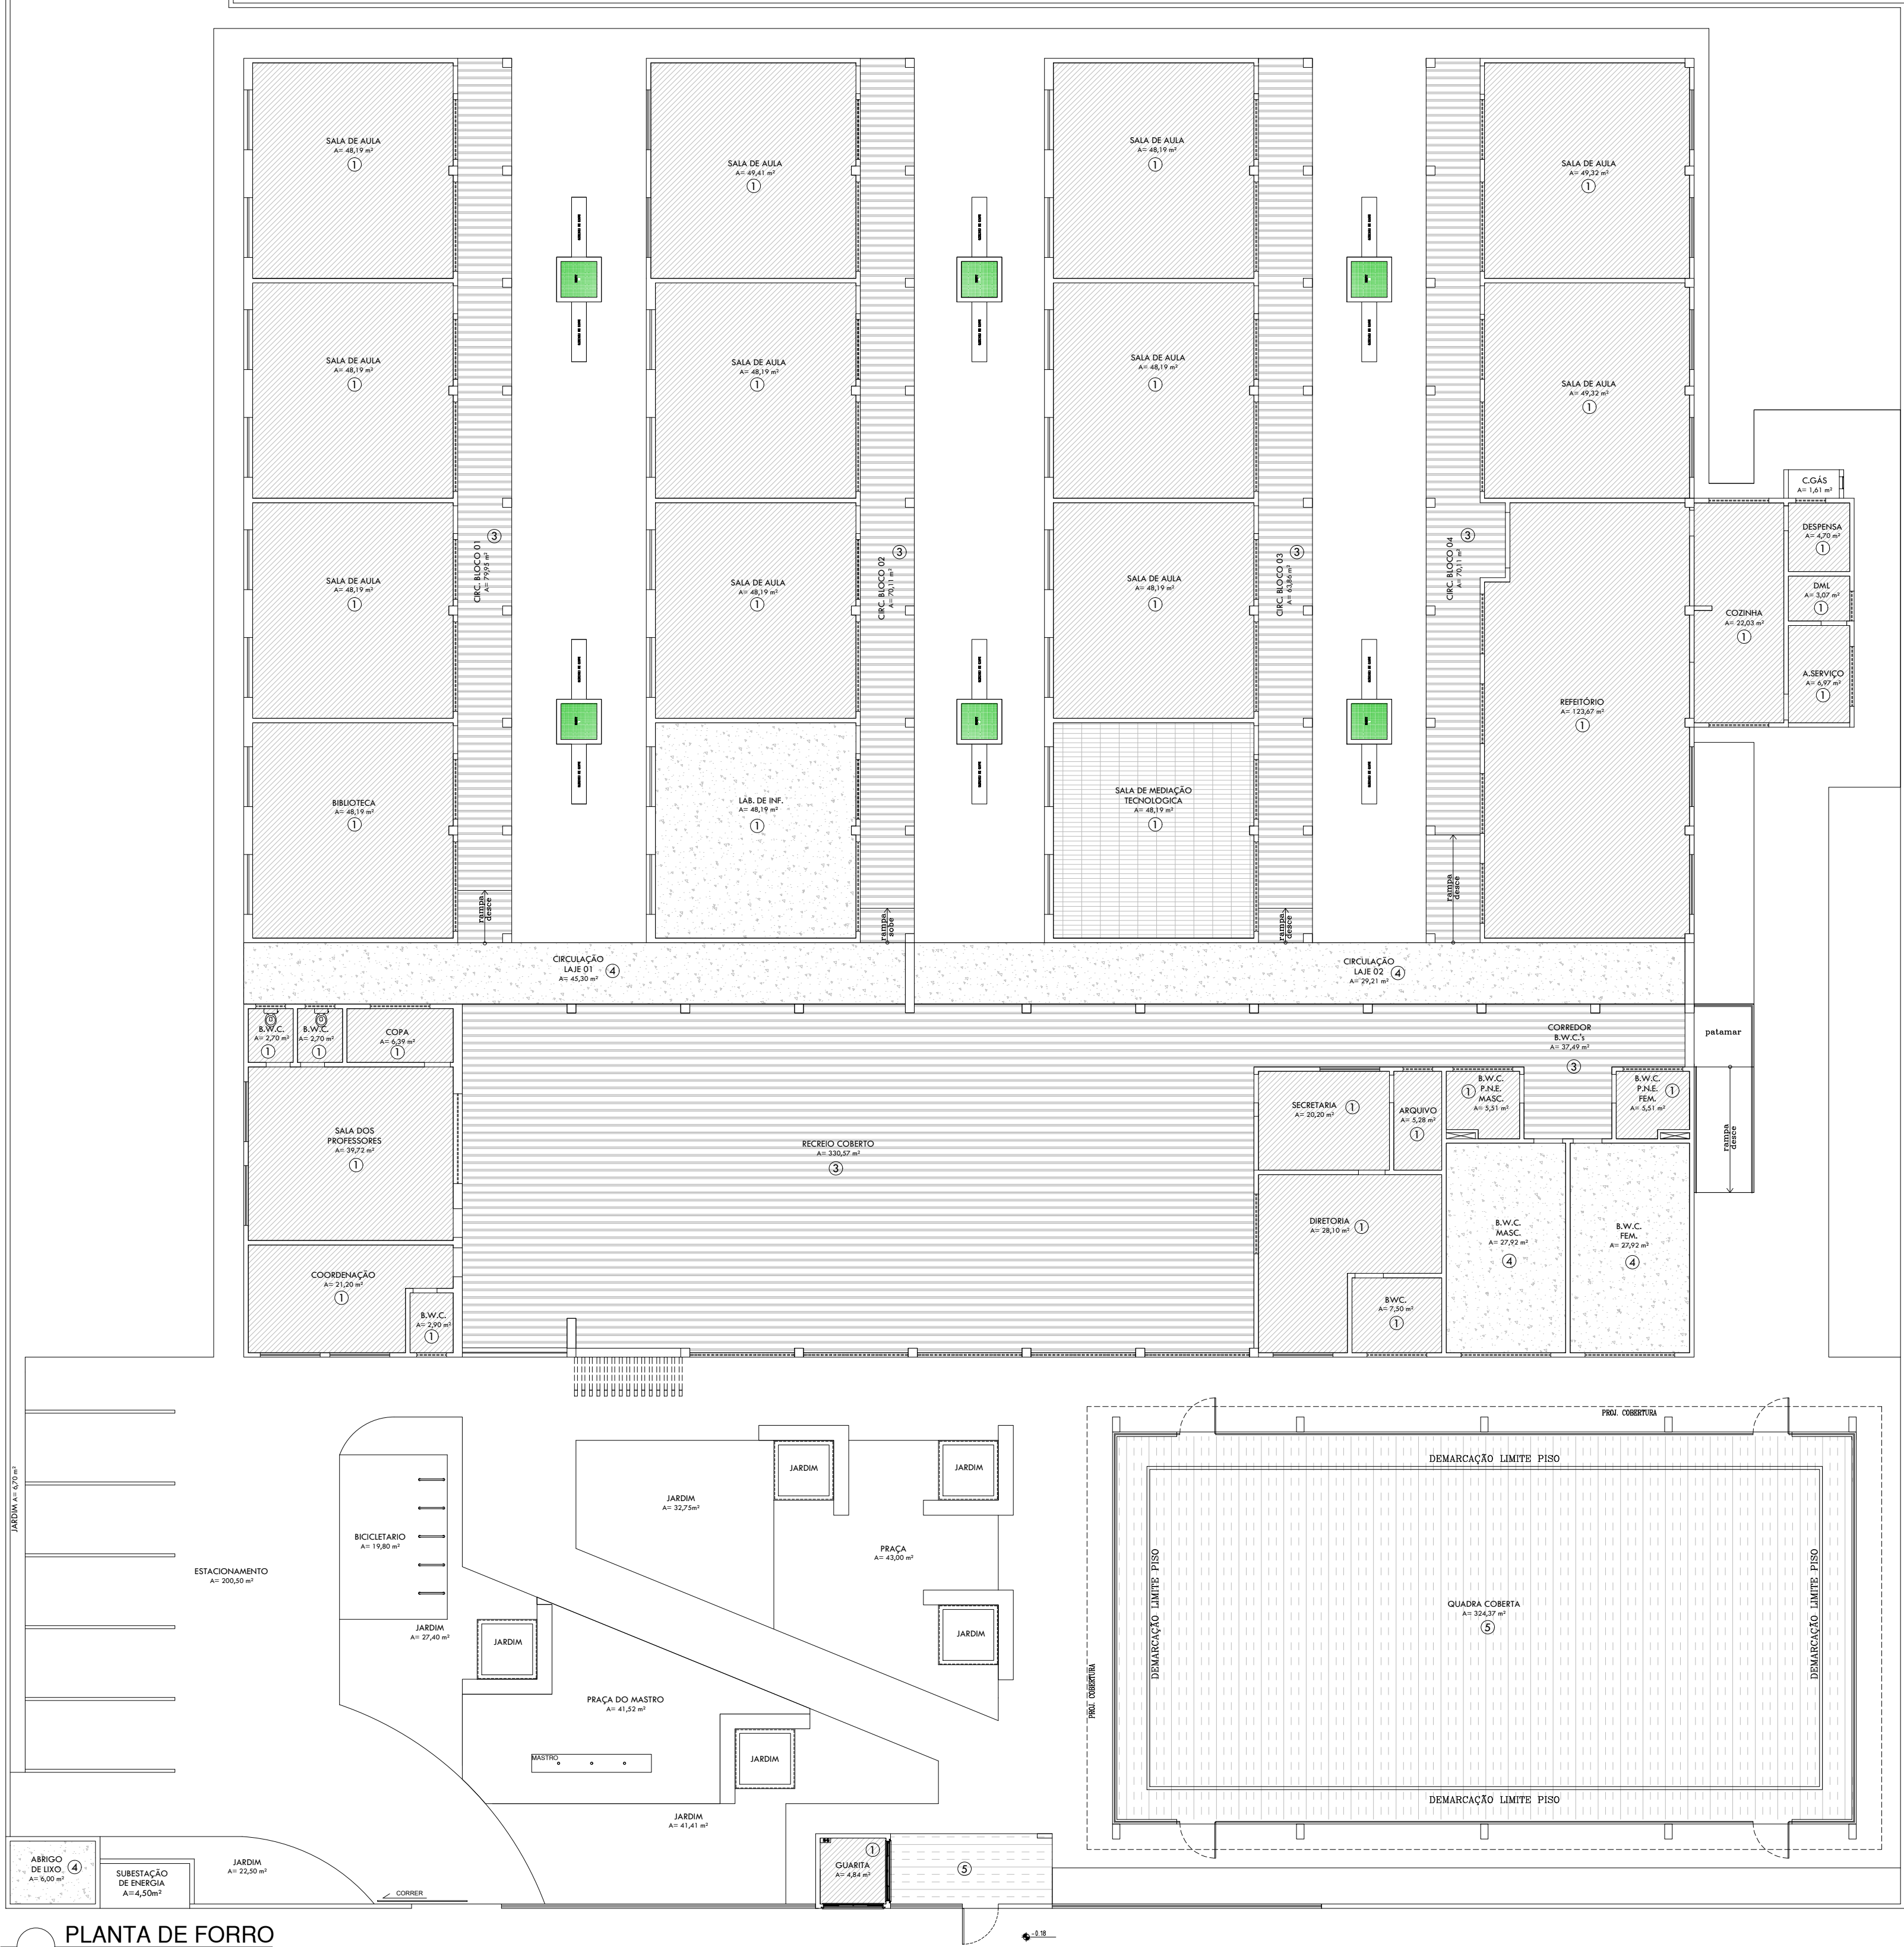 SALA DE AULA
A= 48,19 m²
1
SALA DE AULA
A= 49,41 m²
1
SALA DE AULA
A= 48,19 m²
1
SALA DE AULA
A= 49,32 m²
1
SALA DE AULA
A= 48,19 m²
1
SALA DE AULA
A= 48,19 m²
1
SALA DE AULA
A= 48,19 m²
1
SALA DE AULA
A= 49,32 m²
1
C.GÁS
A= 1,61 m²
DESPENSA
A= 4,70 m²
1
DML
A= 3,07 m²
1
COZINHA
A= 22,03 m²
1
A.SERVIÇO
A= 6,97 m²
1
SALA DE AULA
A= 48,19 m²
1
CIRC. BLOCO 01
A= 79,95 m²
3
SALA DE AULA
A= 48,19 m²
1
CIRC. BLOCO 02
A= 70,11 m²
3
SALA DE AULA
A= 48,19 m²
1
CIRC. BLOCO 03
A= 63,86 m²
3
CIRC. BLOCO 04
A= 70,11 m²
3
REFEITÓRIO
A= 123,67 m²
1
BIBLIOTECA
A= 48,19 m²
1
LAB. DE INF.
A= 48,19 m²
1
SALA DE MEDIAÇÃO
TECNOLOGICA
A= 48,19 m²
1
rampa
desce
rampa
sobe
rampa
desce
rampa
desce
CIRCULAÇÃO
LAJE 01
A= 45,30 m²
4
CIRCULAÇÃO
LAJE 02
A= 29,21 m²
4
B.W.C.
A= 2,70 m²
1
B.W.C.
A= 2,70 m²
1
COPA
A= 6,39 m²
1
CORREDOR
B.W.C.'s
A= 37,49 m²
3
patamar
rampa
desce
SALA DOS
PROFESSORES
A= 39,72 m²
1
RECREIO COBERTO
A= 330,57 m²
3
SECRETARIA
A= 20,20 m²
1
ARQUIVO
A= 5,28 m²
1
B.W.C.
P.N.E.
MASC.
A= 5,51 m²
1
B.W.C.
P.N.E.
FEM.
A= 5,51 m²
1
DIRETORIA
A= 28,10 m²
1
B.W.C.
MASC.
A= 27,92 m²
4
B.W.C.
FEM.
A= 27,92 m²
4
COORDENAÇÃO
A= 21,20 m²
1
B.W.C.
A= 2,90 m²
1
BWC.
A= 7,50 m²
1
JARDIM A= 6,70 m²
ESTACIONAMENTO
A= 200,50 m²
BICICLETARIO
A= 19,80 m²
JARDIM
A= 27,40 m²
JARDIM
A= 32,75m²
JARDIM
JARDIM
PRAÇA
A= 43,00 m²
JARDIM
JARDIM
PRAÇA DO MASTRO
A= 41,52 m²
MASTRO
JARDIM
JARDIM
A= 41,41 m²
PROJ. COBERTURA
PROJ. COBERTURA
DEMARCAÇÃO LIMITE PISO
DEMARCAÇÃO LIMITE PISO
DEMARCAÇÃO LIMITE PISO
QUADRA COBERTA
A= 324,37 m²
5
DEMARCAÇÃO LIMITE PISO
ABRIGO
DE LIXO
A= 6,00 m²
4
SUBESTAÇÃO
DE ENERGIA
A=4,50m²
JARDIM
A= 22,50 m²
CORRER
GUARITA
A= 4,84 m²
1
5
-0.18
PLANTA DE FORRO